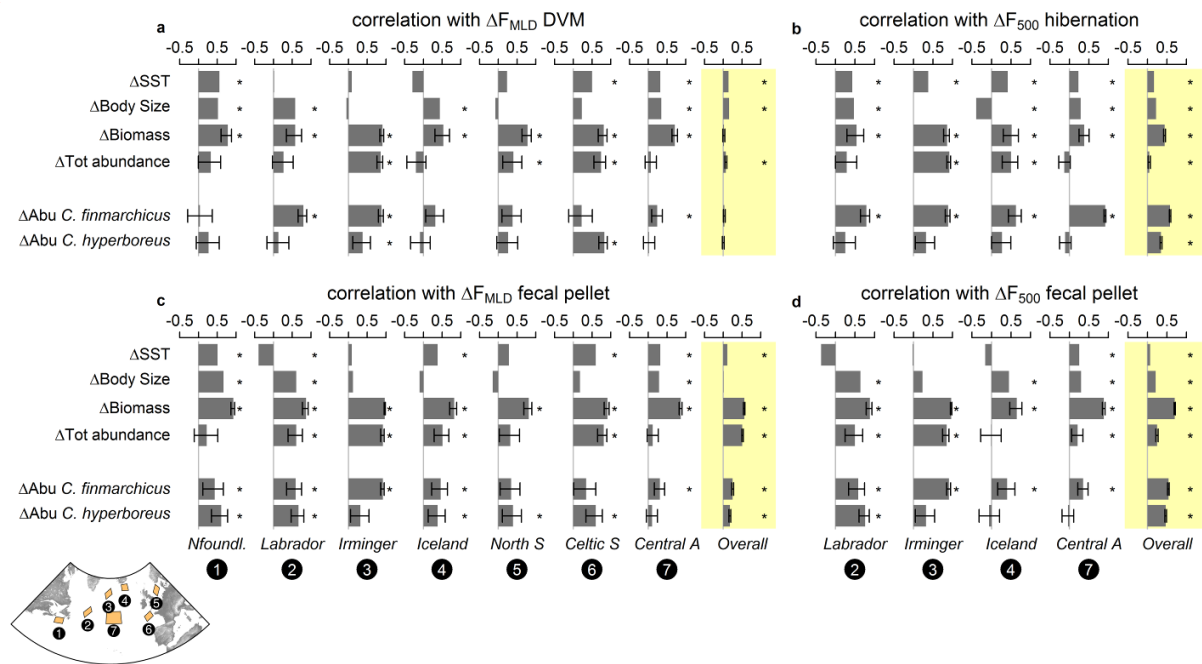 a correlation with ΔF_MLD DVM
b correlation with ΔF_500 hibernation
-0.5 0.5 -0.5 0.5 -0.5 0.5 -0.5 0.5 -0.5 0.5 -0.5 0.5 -0.5 0.5 -0.5 0.5
-0.5 0.5 -0.5 0.5 -0.5 0.5 -0.5 0.5 -0.5 0.5
ΔSST * * * * * * * * *
ΔBody Size * * * * * * * *
ΔBiomass * * * * * * * * * * * * *
ΔTot abundance * * * * * * *
ΔAbu C. finmarchicus * * * * * * * *
ΔAbu C. hyperboreus * * *
c correlation with ΔF_MLD fecal pellet
d correlation with ΔF_500 fecal pellet
-0.5 0.5 -0.5 0.5 -0.5 0.5 -0.5 0.5 -0.5 0.5 -0.5 0.5 -0.5 0.5 -0.5 0.5
-0.5 0.5 -0.5 0.5 -0.5 0.5 -0.5 0.5 -0.5 0.5
ΔSST * * * * * * * *
ΔBody Size * * * * * * *
ΔBiomass * * * * * * * * * * * * *
ΔTot abundance * * * * * * * * *
ΔAbu C. finmarchicus * * * * * * * * * * *
ΔAbu C. hyperboreus * * * * * * * *
Nfoundl. Labrador Irminger Iceland North S Celtic S Central A Overall
Labrador Irminger Iceland Central A Overall
1 2 3 4 5 6 7
2 3 4 7
1 2 3 4 5 6 7